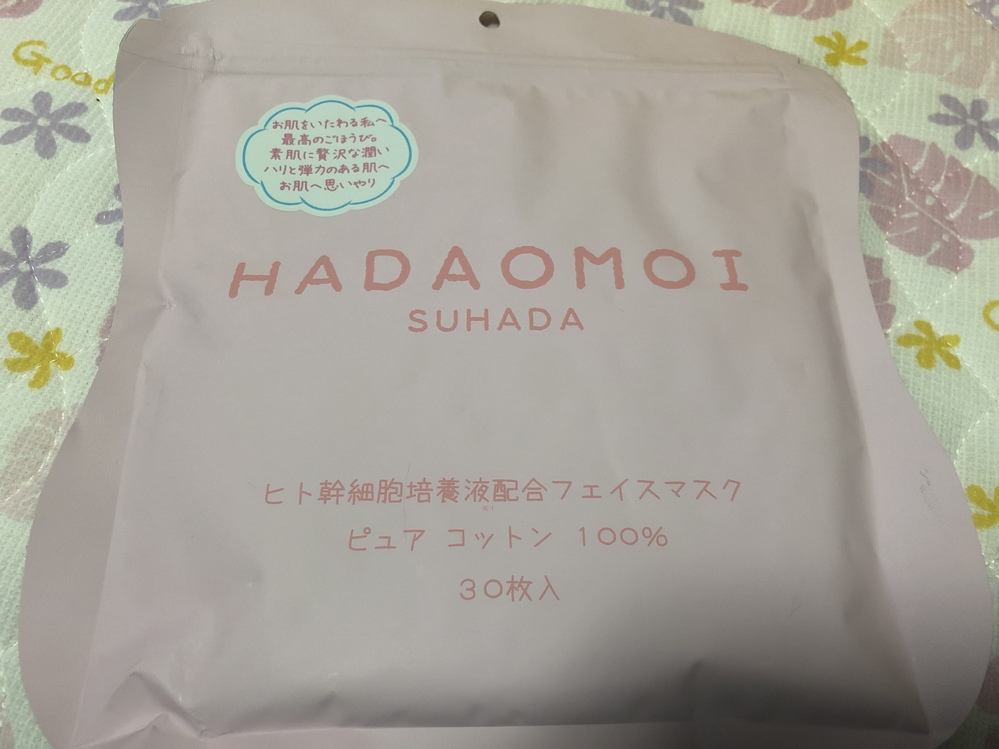 Good
お肌をいたわる私へ
最高のごほうび。
素肌に贅沢な潤い
ハリと弾力のある肌へ
お肌へ思いやり
HADAOMOI
SUHADA
ヒト幹細胞培養液配合フェイスマスク
ピュア コットン 100%
30枚入